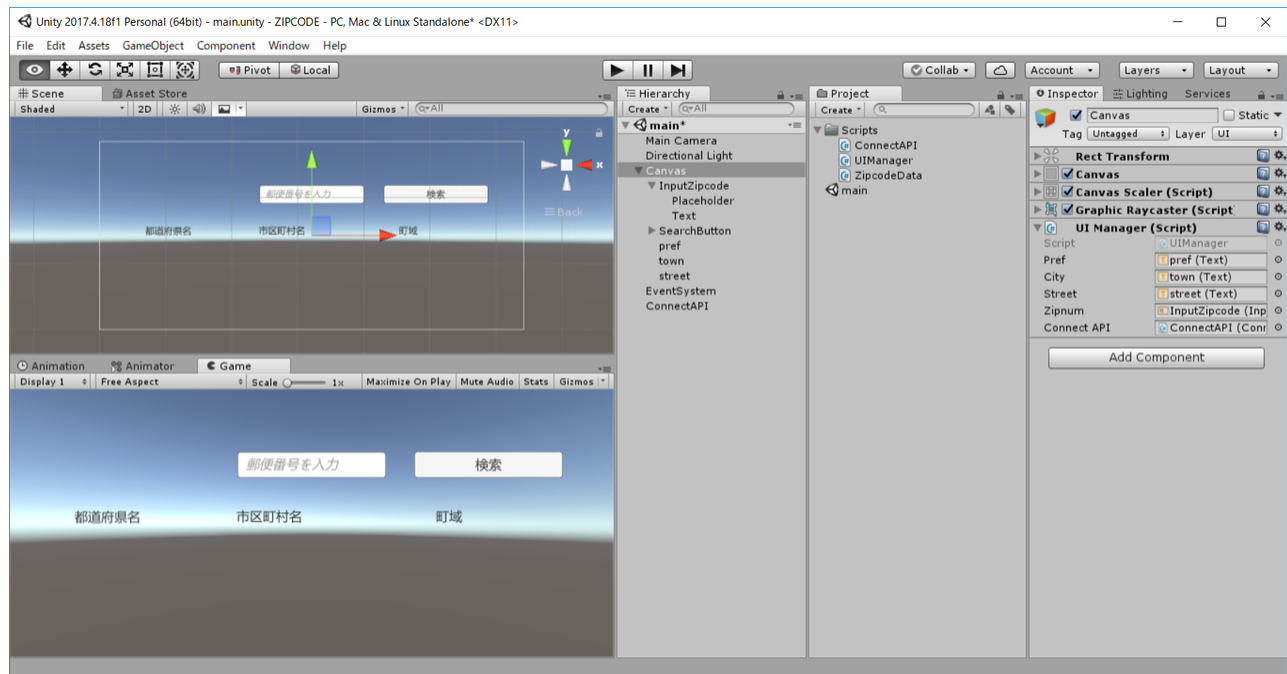 Unity 2017.4.18f1 Personal (64bit) - main.unity - ZIPCODE - PC, Mac & Linux Standalone* <DX11>
File Edit Assets GameObject Component Window Help
Pivot Local Collab Account Layers Layout
Scene Asset Store
Shaded 2D Gizmos All
y
x
Back
郵便番号を入力 検索
都道府県名 市区町村名 町域
Animation Animator Game
Display 1 Free Aspect Scale 1x Maximize On Play Mute Audio Stats Gizmos
郵便番号を入力 検索
都道府県名 市区町村名 町域
Hierarchy
Create All
main*
Main Camera
Directional Light
Canvas
InputZipcode
Placeholder
Text
SearchButton
pref
town
street
EventSystem
ConnectAPI
Project
Create
Scripts
ConnectAPI
UIManager
ZipcodeData
main
Inspector Lighting Services
Canvas Static
Tag Untagged Layer UI
Rect Transform
Canvas
Canvas Scaler (Script)
Graphic Raycaster (Script
UI Manager (Script)
Script UIManager
Pref pref (Text)
City town (Text)
Street street (Text)
Zipnum InputZipcode (Inp
Connect API ConnectAPI (Conn
Add Component